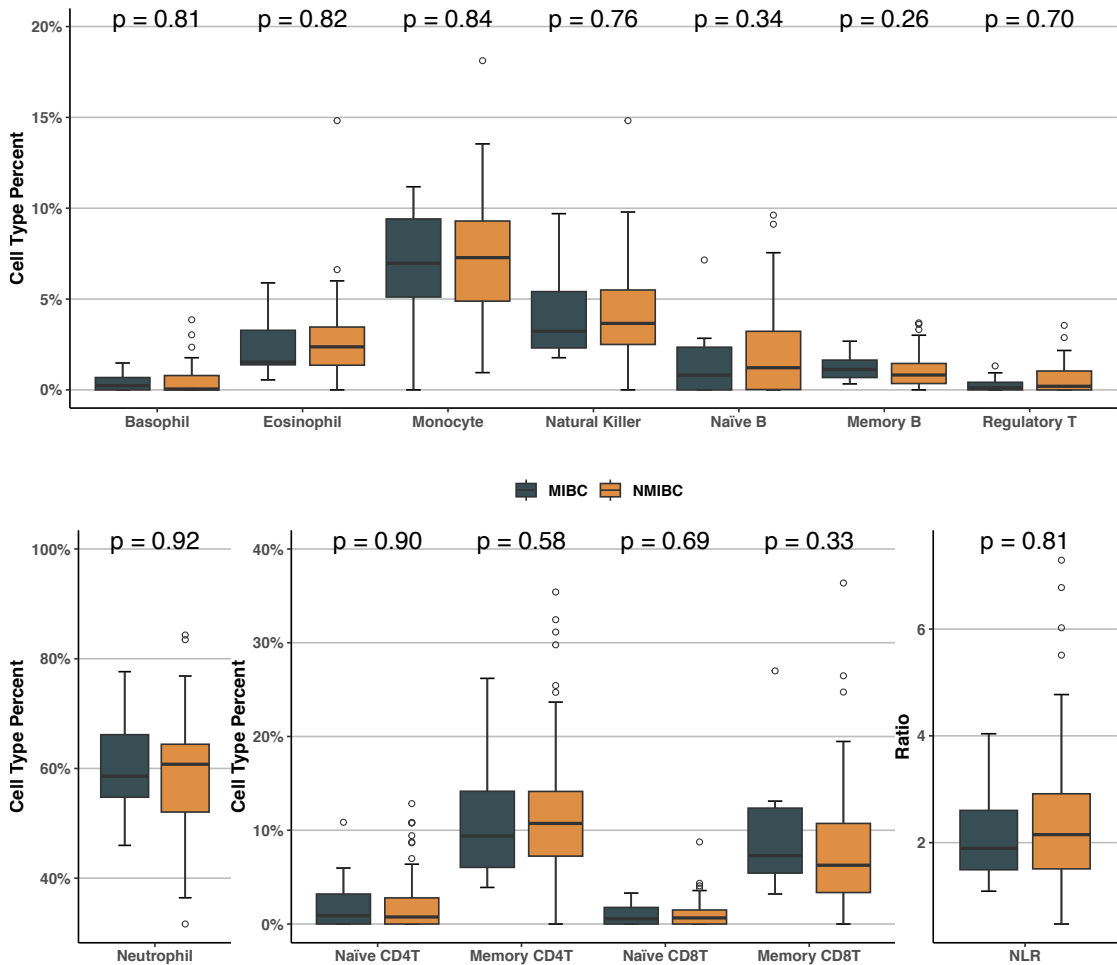 p = 0.81 p = 0.82 p = 0.84 p = 0.76 p = 0.34 p = 0.26 p = 0.70
20%
15%
10%
5%
0%
Cell Type Percent
Basophil Eosinophil Monocyte Natural Killer Naïve B Memory B Regulatory T
MIBC NMIBC
p = 0.92
100%
80%
60%
40%
Cell Type Percent
Neutrophil
p = 0.90 p = 0.58 p = 0.69 p = 0.33
40%
30%
20%
10%
0%
Cell Type Percent
Naïve CD4T Memory CD4T Naïve CD8T Memory CD8T
p = 0.81
6
4
2
Ratio
NLR